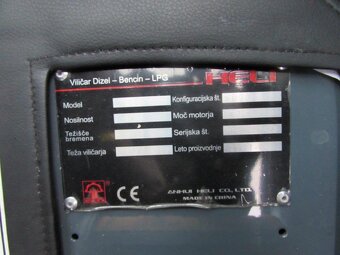 Viličar Dizel - Bencin - LPG
HELI
Model
Konfiguracijska št.
Nosilnost
Moč motorja
Težišče
bremena
Serijska št.
Teža viličarja
Leto proizvodnje
CE
ANHUI HELI CO., LTD.
MADE IN CHINA